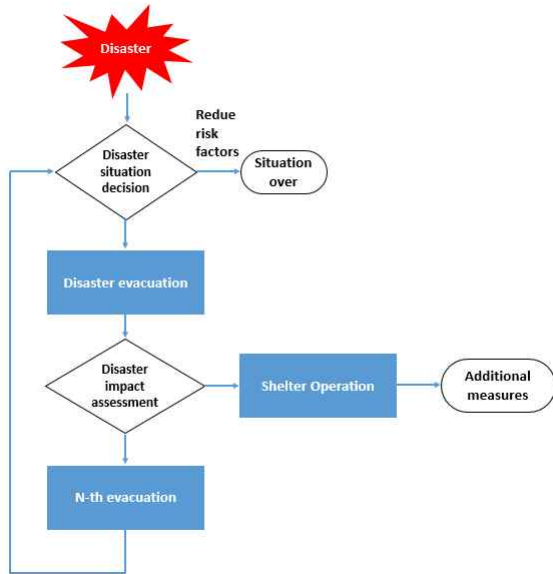 Disaster
Redue
risk
factors
Disaster
situation
decision
Situation
over
Disaster evacuation
Disaster
impact
assessment
Shelter Operation
Additional
measures
N-th evacuation